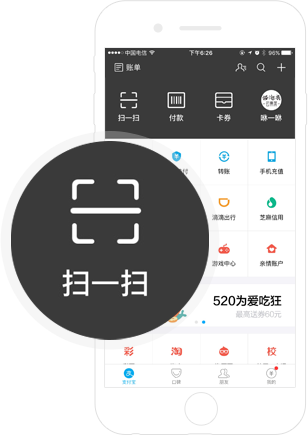 中国电信 下午6:26 96%
账单
扫一扫 付款 卡券 咻一咻
付 转账 手机充值
滴滴出行 芝麻信用
游戏中心 亲情账户
扫一扫
520为爱吃狂
最高送券60元
彩 淘 校
支付宝 口碑 朋友 我的